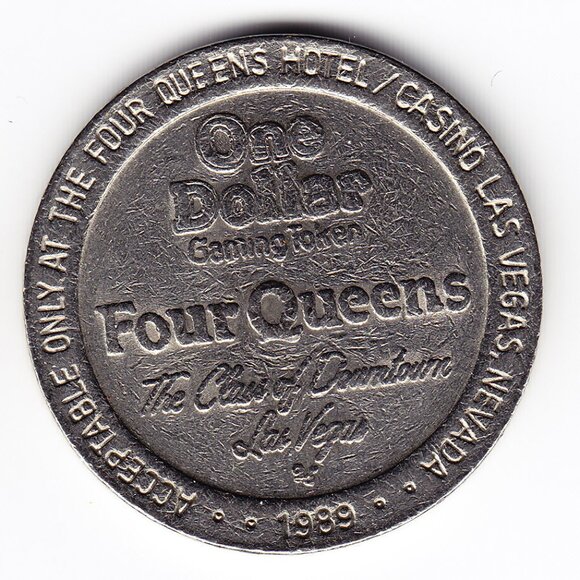 ACCEPTABLE ONLY AT THE FOUR QUEENS HOTEL/CASINO LAS VEGAS, NEVADA
One
Dollar
Gaming Token
Four Queens
The Class of Downtown
Las Vegas
1989